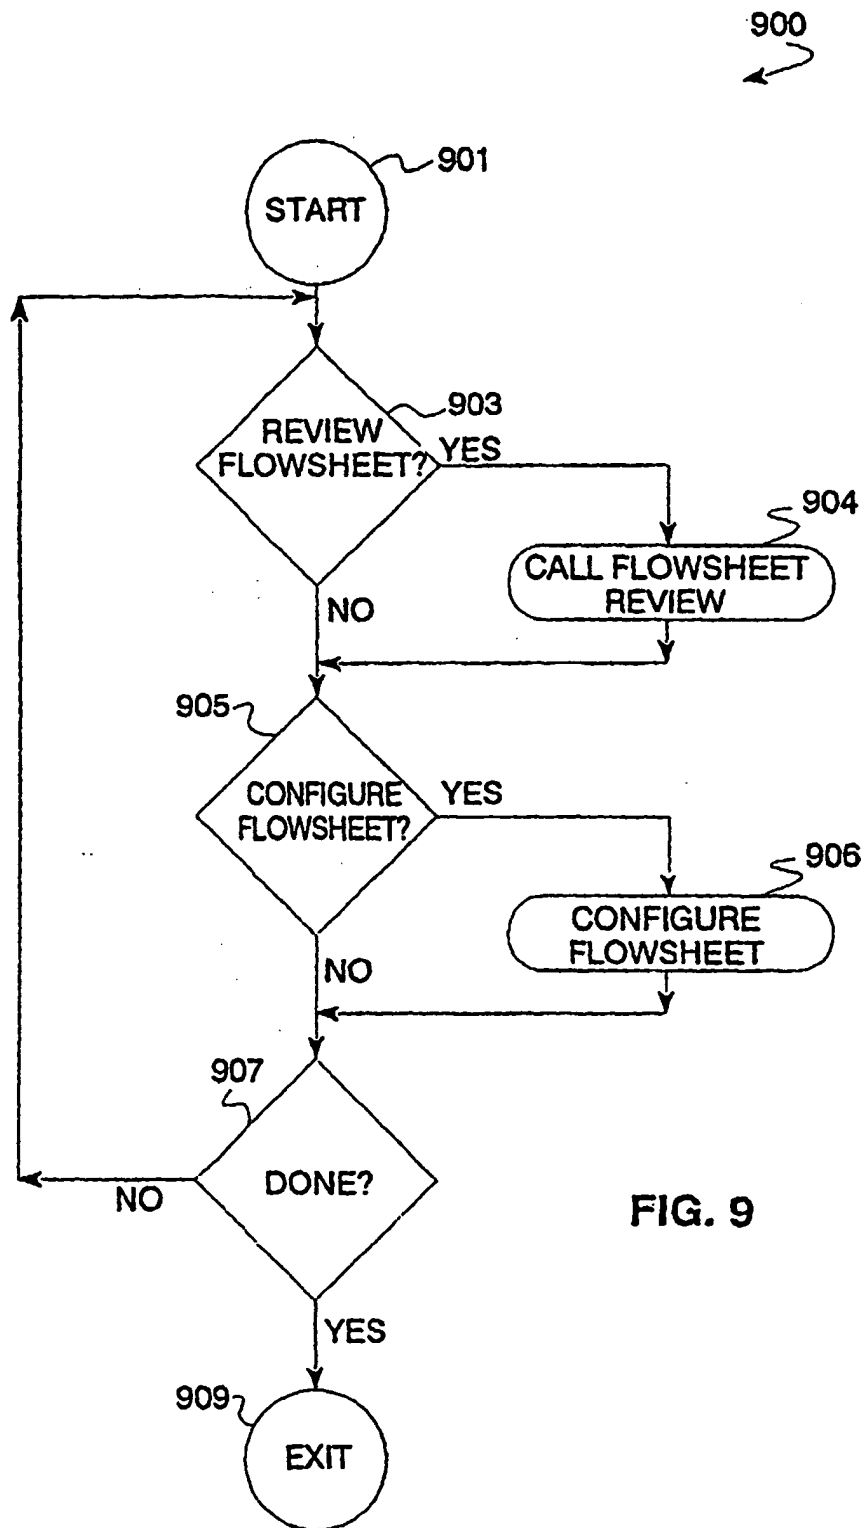 900
901
START
903
REVIEW
FLOWSHEET?
YES
904
CALL FLOWSHEET
REVIEW
NO
905
CONFIGURE
FLOWSHEET?
YES
906
CONFIGURE
FLOWSHEET
NO
907
DONE?
NO
FIG. 9
YES
909
EXIT